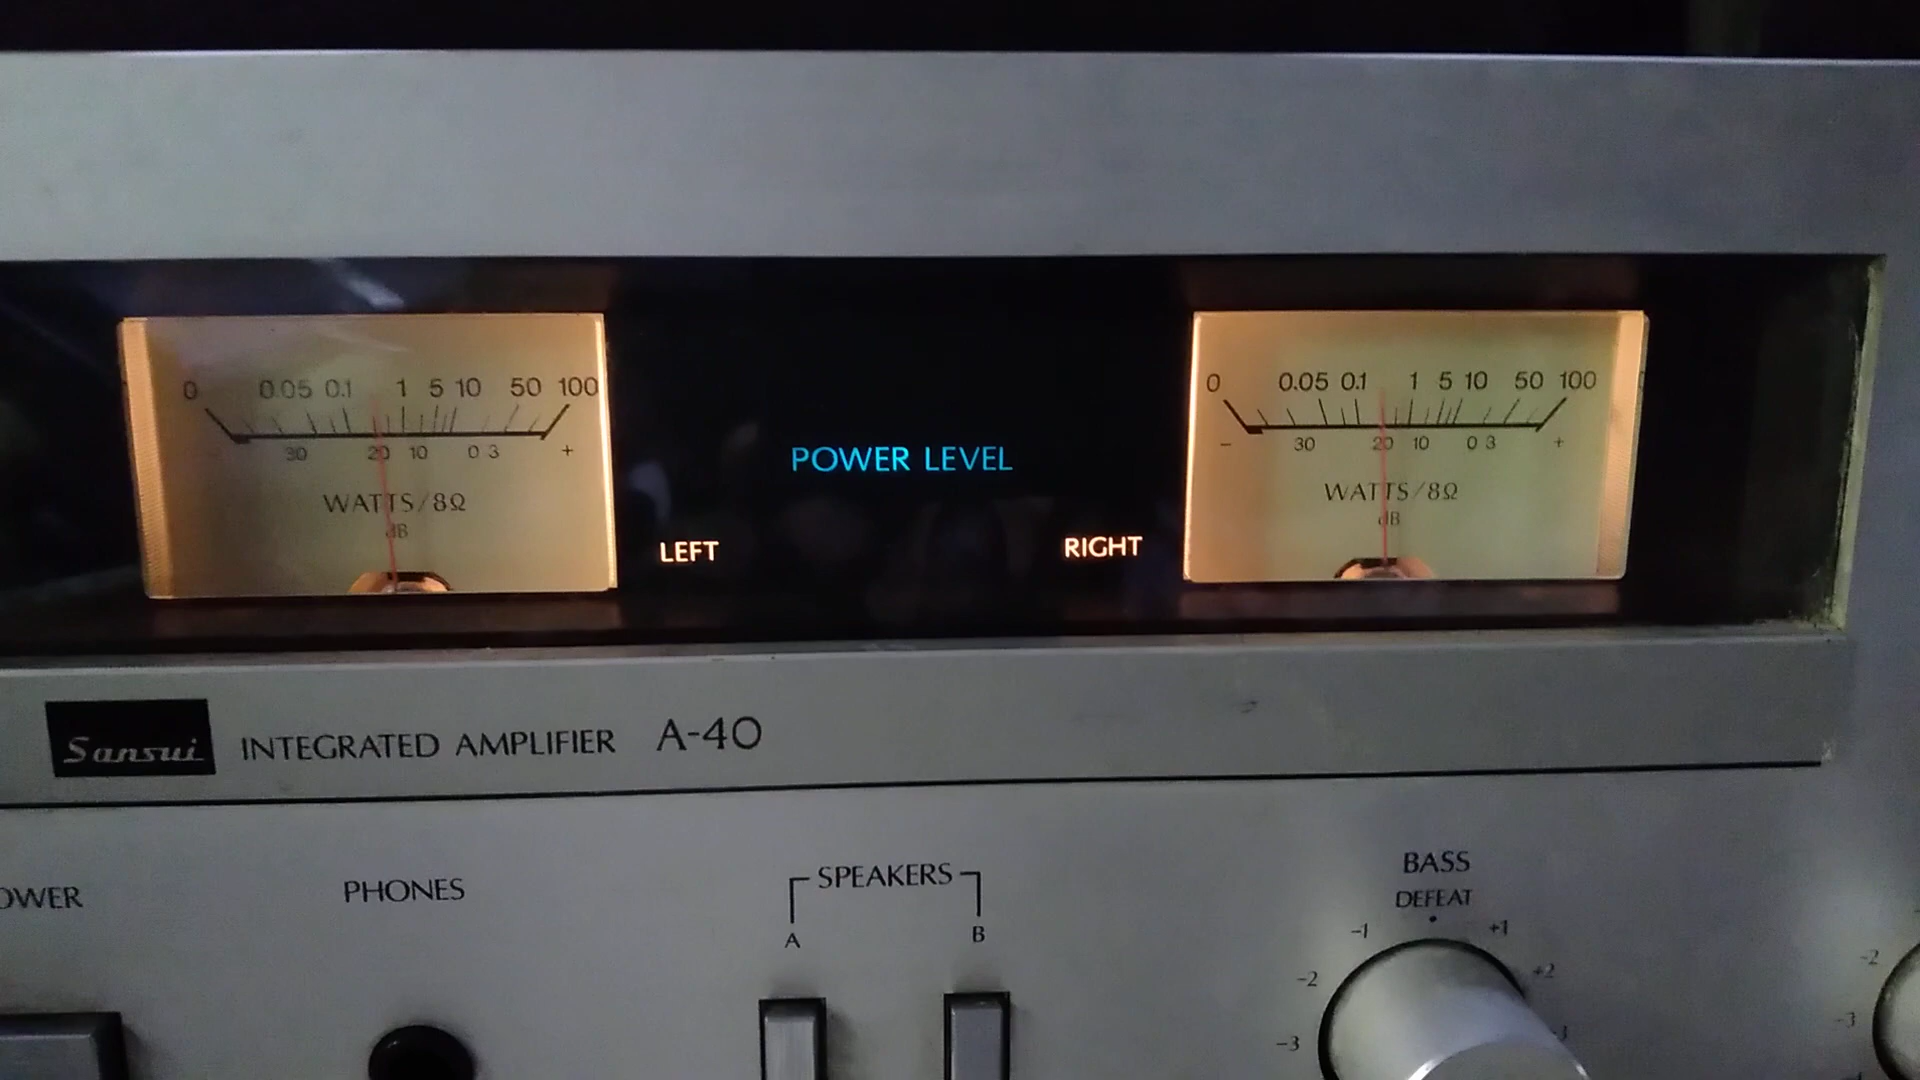 0 0.05 0.1 1 5 10 50 100
30 20 10 0 3 +
WATTS/8Ω
dB
LEFT
POWER LEVEL
RIGHT
0 0.05 0.1 1 5 10 50 100
- 30 20 10 0 3 +
WATTS/8Ω
dB
Sansui INTEGRATED AMPLIFIER A-40
OWER
PHONES
SPEAKERS
A B
BASS
DEFEAT
-1 +1
-2 +2
-3
-2
-3